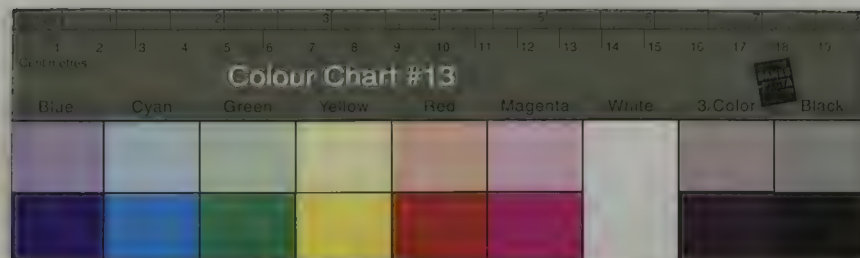 1 2 3 4 5 6 7
1 2 3 4 5 6 7 8 9 10 11 12 13 14 15 16 17 18 19
Centimetres
Colour Chart #13
Blue Cyan Green Yellow Red Magenta White 3/Color Black